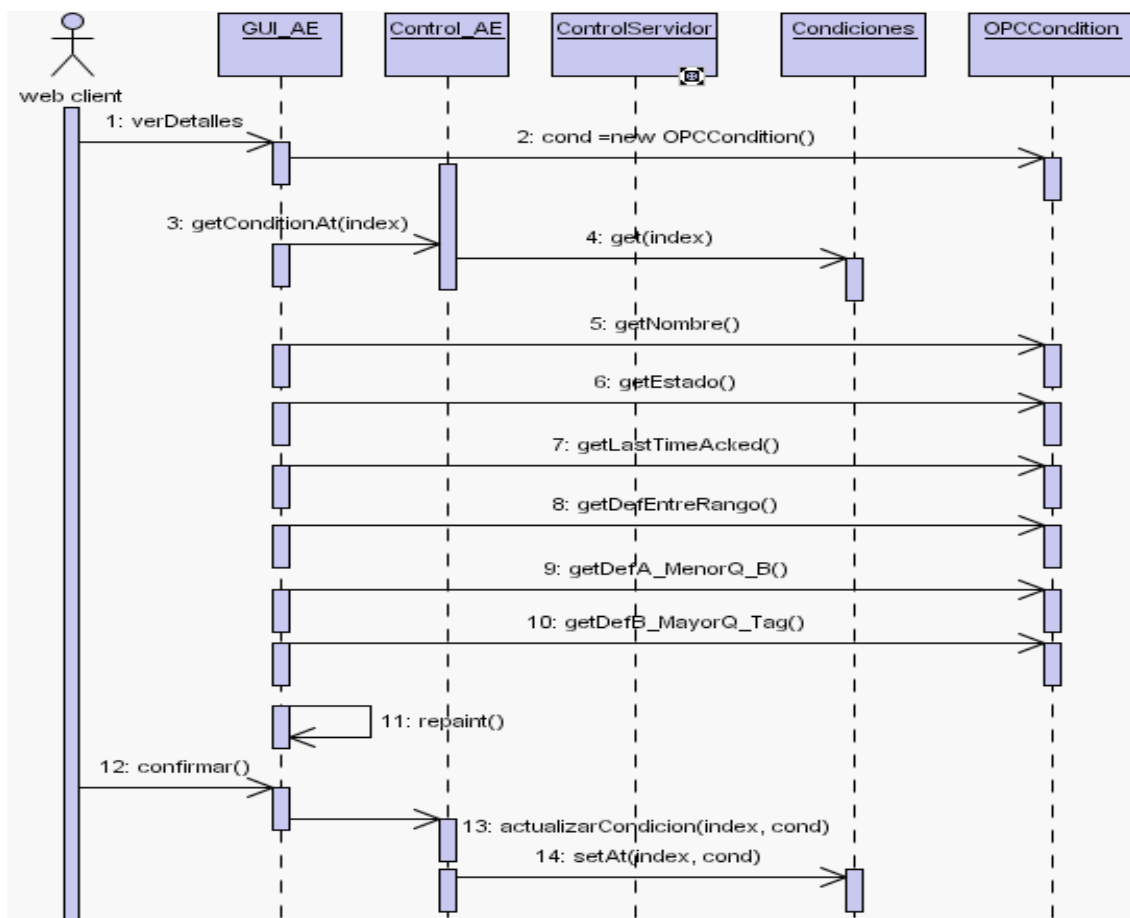 GUI_AE
Control_AE
ControlServidor
Condiciones
OPCCondition
web client
1: verDetalles
2: cond =new OPCCondition()
3: getConditionAt(index)
4: get(index)
5: getNombre()
6: getEstado()
7: getLastTimeAcked()
8: getDefEntreRango()
9: getDefA_MenorQ_B()
10: getDefB_MayorQ_Tag()
11: repaint()
12: confirmar()
13: actualizarCondicion(index, cond)
14: setAt(index, cond)